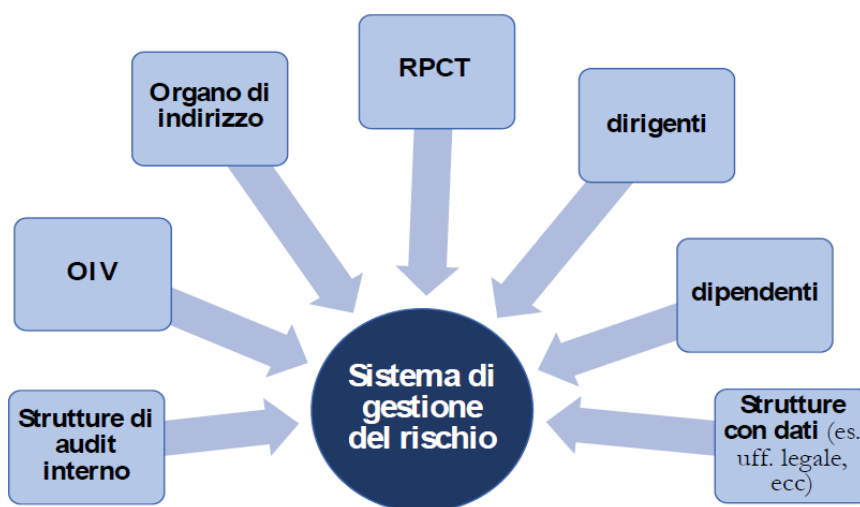 RPCT
Organo di
indirizzo
dirigenti
OIV
dipendenti
Strutture di
audit
interno
Sistema di
gestione
del rischio
Strutture
con dati (es.
uff. legale,
ecc)